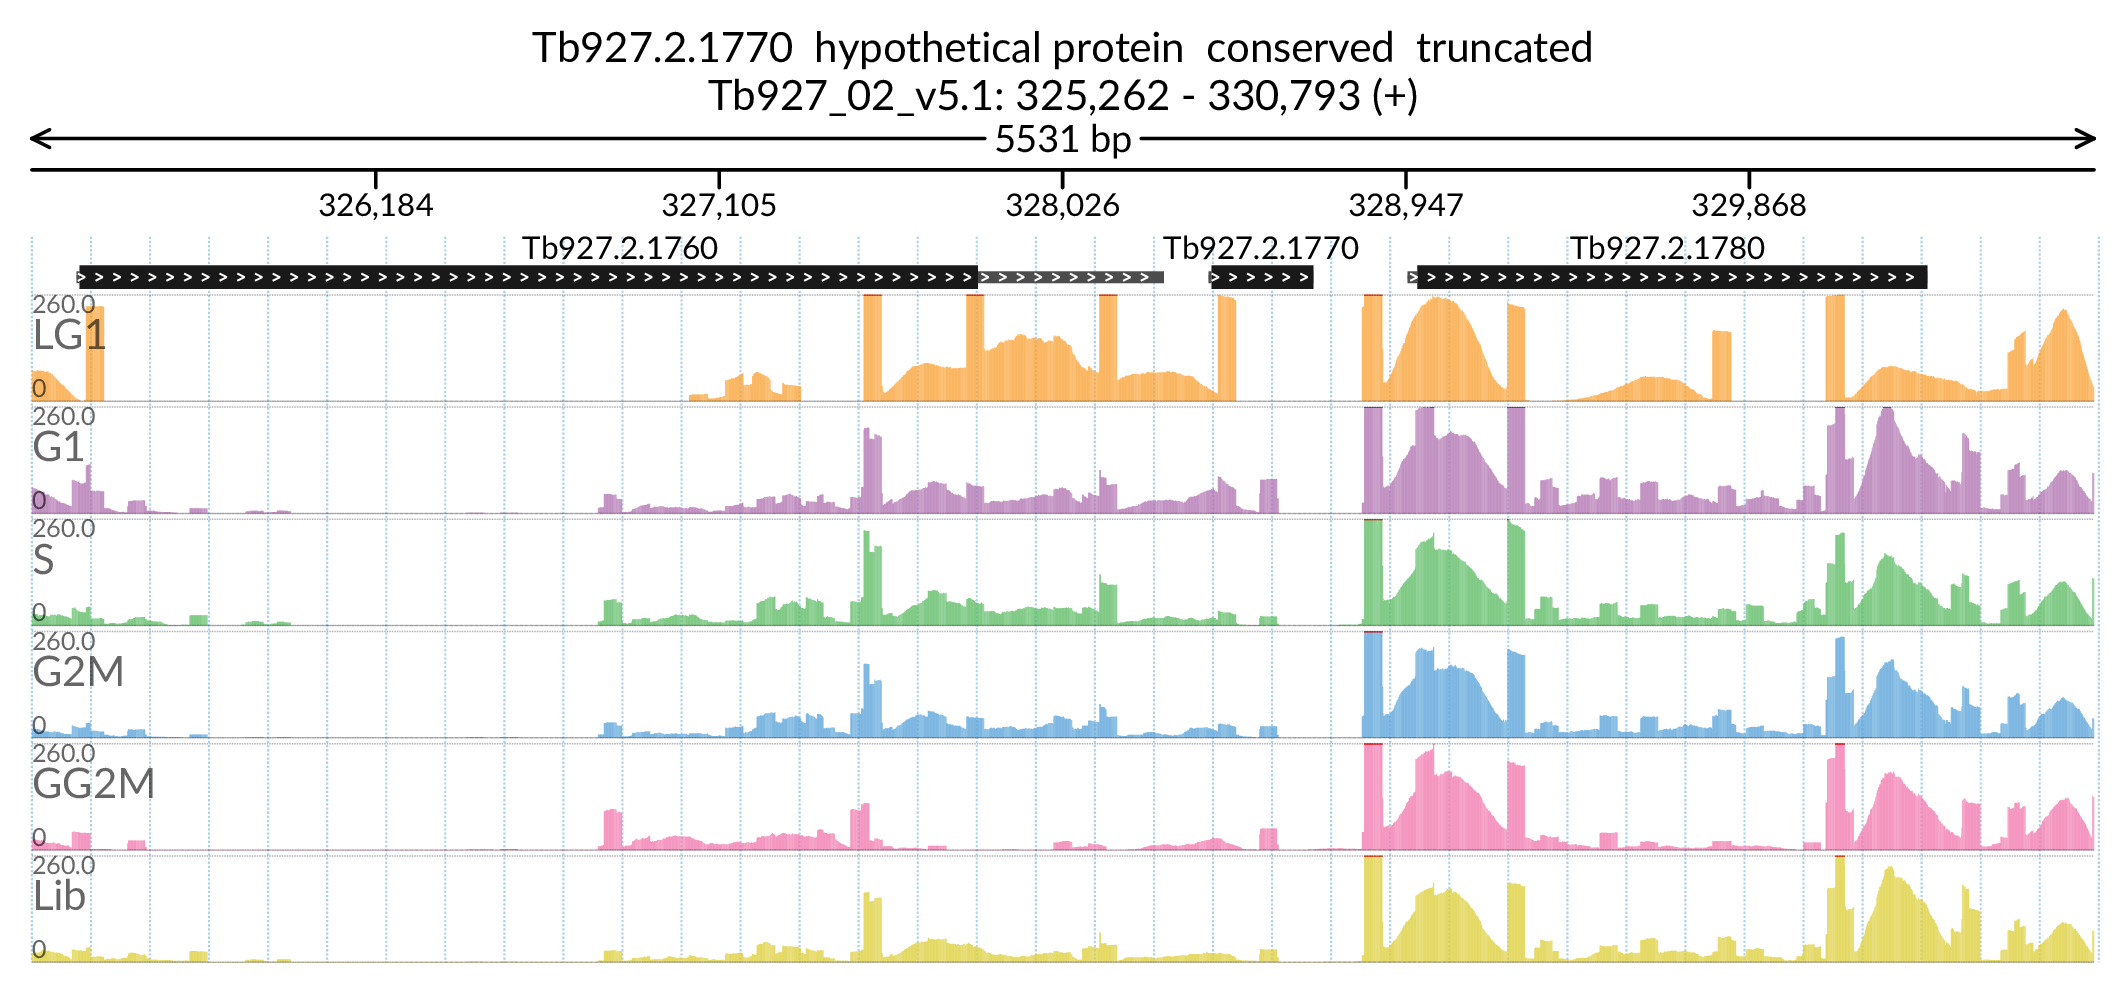 Tb927.2.1770 hypothetical protein conserved truncated
Tb927_02_v5.1: 325,262 - 330,793 (+)
5531 bp
326,184 327,105 328,026 328,947 329,868
Tb927.2.1760 Tb927.2.1770 Tb927.2.1780
260.0
LG1
0
260.0
G1
0
260.0
S
0
260.0
G2M
0
260.0
GG2M
0
260.0
Lib
0